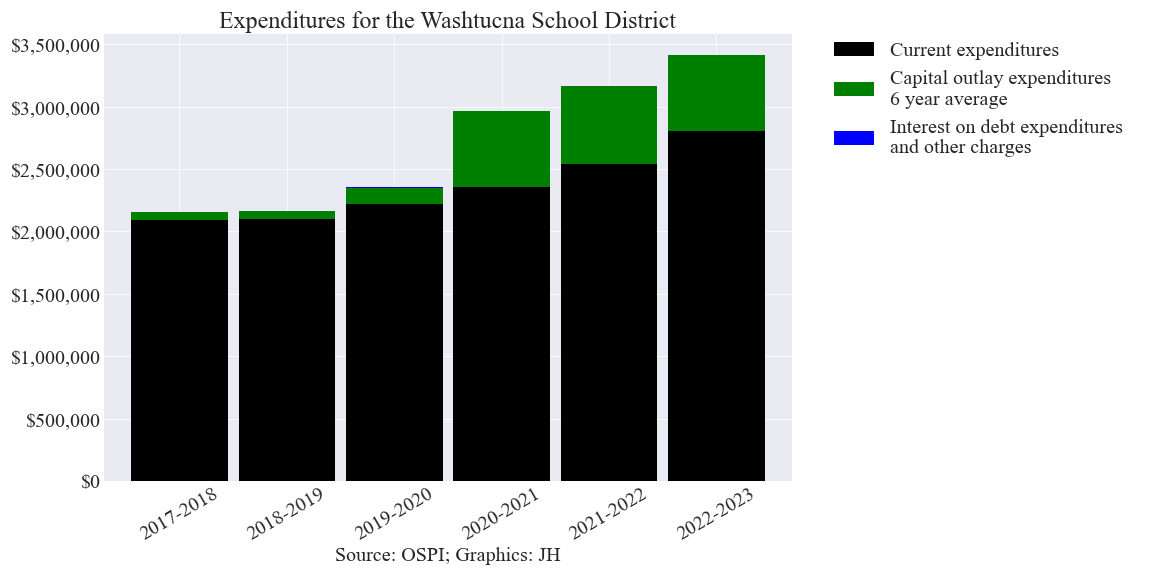 Expenditures for the Washtucna School District
$3,500,000
$3,000,000
$2,500,000
$2,000,000
$1,500,000
$1,000,000
$500,000
$0
2017-2018
2018-2019
2019-2020
2020-2021
2021-2022
2022-2023
Source: OSPI; Graphics: JH
Current expenditures
Capital outlay expenditures
6 year average
Interest on debt expenditures
and other charges